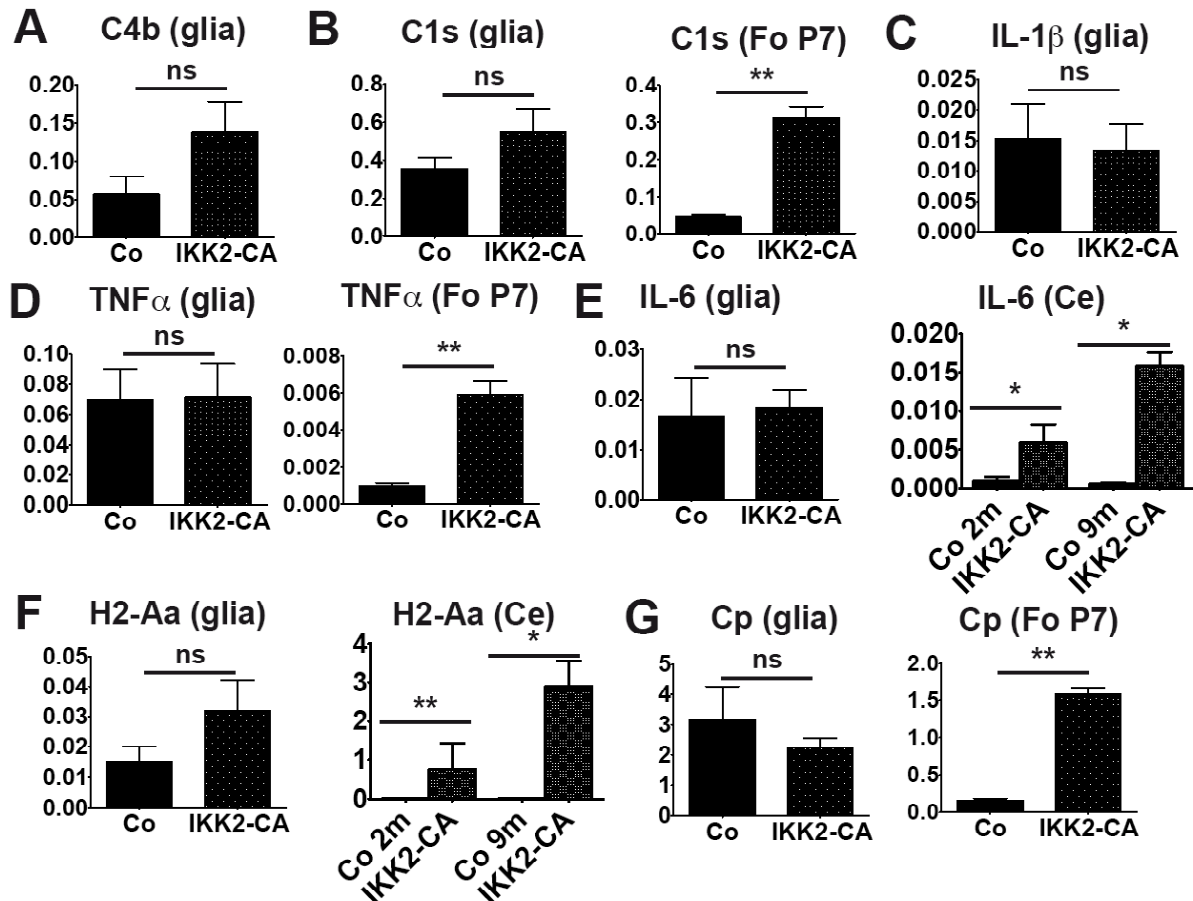 A
C4b (glia)
ns
0.20
0.15
0.10
0.05
0.00
Co IKK2-CA
B
C1s (glia)
ns
0.8
0.6
0.4
0.2
0.0
Co IKK2-CA
C1s (Fo P7)
**
0.4
0.3
0.2
0.1
0.0
Co IKK2-CA
C
IL-1β (glia)
ns
0.025
0.020
0.015
0.010
0.005
0.000
Co IKK2-CA
D
TNFα (glia)
ns
0.10
0.08
0.06
0.04
0.02
0.00
Co IKK2-CA
TNFα (Fo P7)
**
0.008
0.006
0.004
0.002
0.000
Co IKK2-CA
E
IL-6 (glia)
ns
0.03
0.02
0.01
0.00
Co IKK2-CA
IL-6 (Ce)
*
*
0.020
0.015
0.010
0.005
0.000
Co 2m
IKK2-CA
Co 9m
IKK2-CA
F
H2-Aa (glia)
ns
0.05
0.04
0.03
0.02
0.01
0.00
Co IKK2-CA
H2-Aa (Ce)
*
**
4
3
2
1
0
Co 2m
IKK2-CA
Co 9m
IKK2-CA
G
Cp (glia)
ns
5
4
3
2
1
0
Co IKK2-CA
Cp (Fo P7)
**
2.0
1.5
1.0
0.5
0.0
Co IKK2-CA